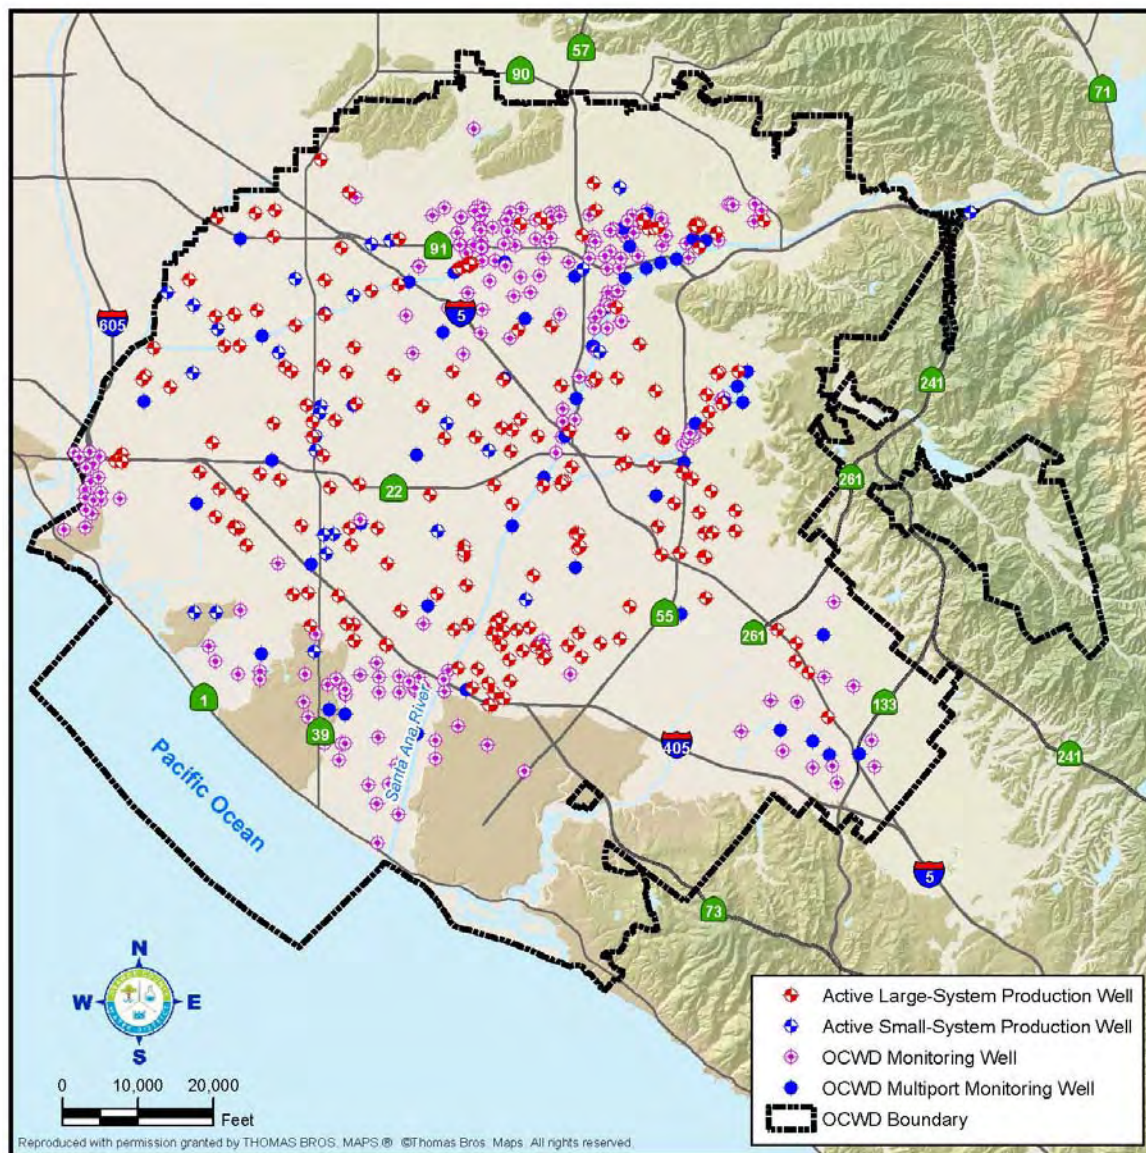 57
90
71
91
605
5
241
22
261
55
261
1
39
133
405
241
Santa Ana River
Pacific Ocean
5
73
N
W
E
S
0 10,000 20,000
Feet
Active Large-System Production Well
Active Small-System Production Well
OCWD Monitoring Well
OCWD Multiport Monitoring Well
OCWD Boundary
Reproduced with permission granted by THOMAS BROS. MAPS ® ©Thomas Bros. Maps. All rights reserved.